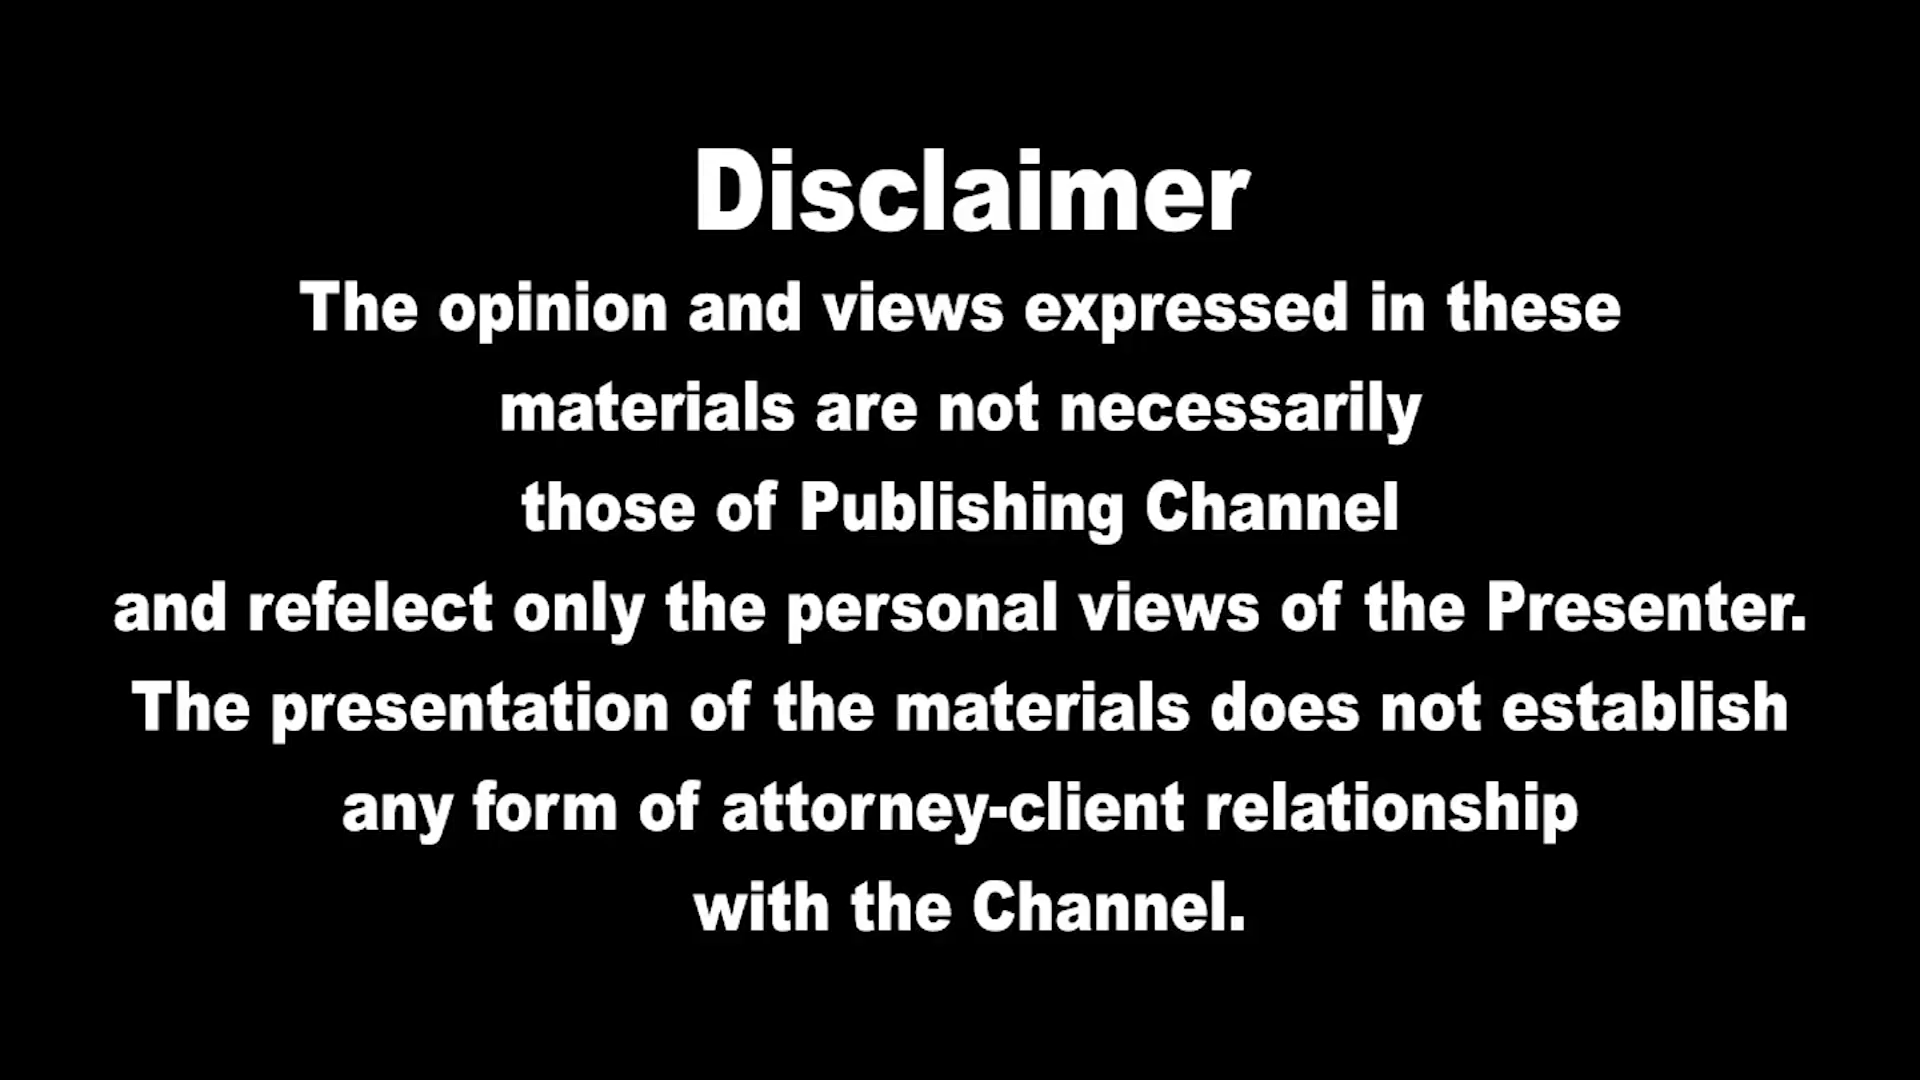 Disclaimer
The opinion and views expressed in these
materials are not necessarily
those of Publishing Channel
and refelect only the personal views of the Presenter.
The presentation of the materials does not establish
any form of attorney-client relationship
with the Channel.